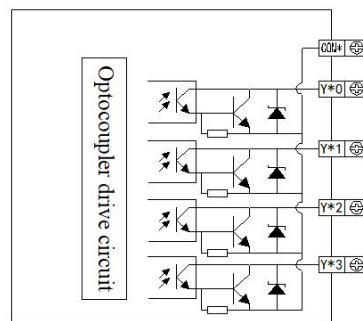 Optocoupler drive circuit
COM*
Y*0
Y*1
Y*2
Y*3